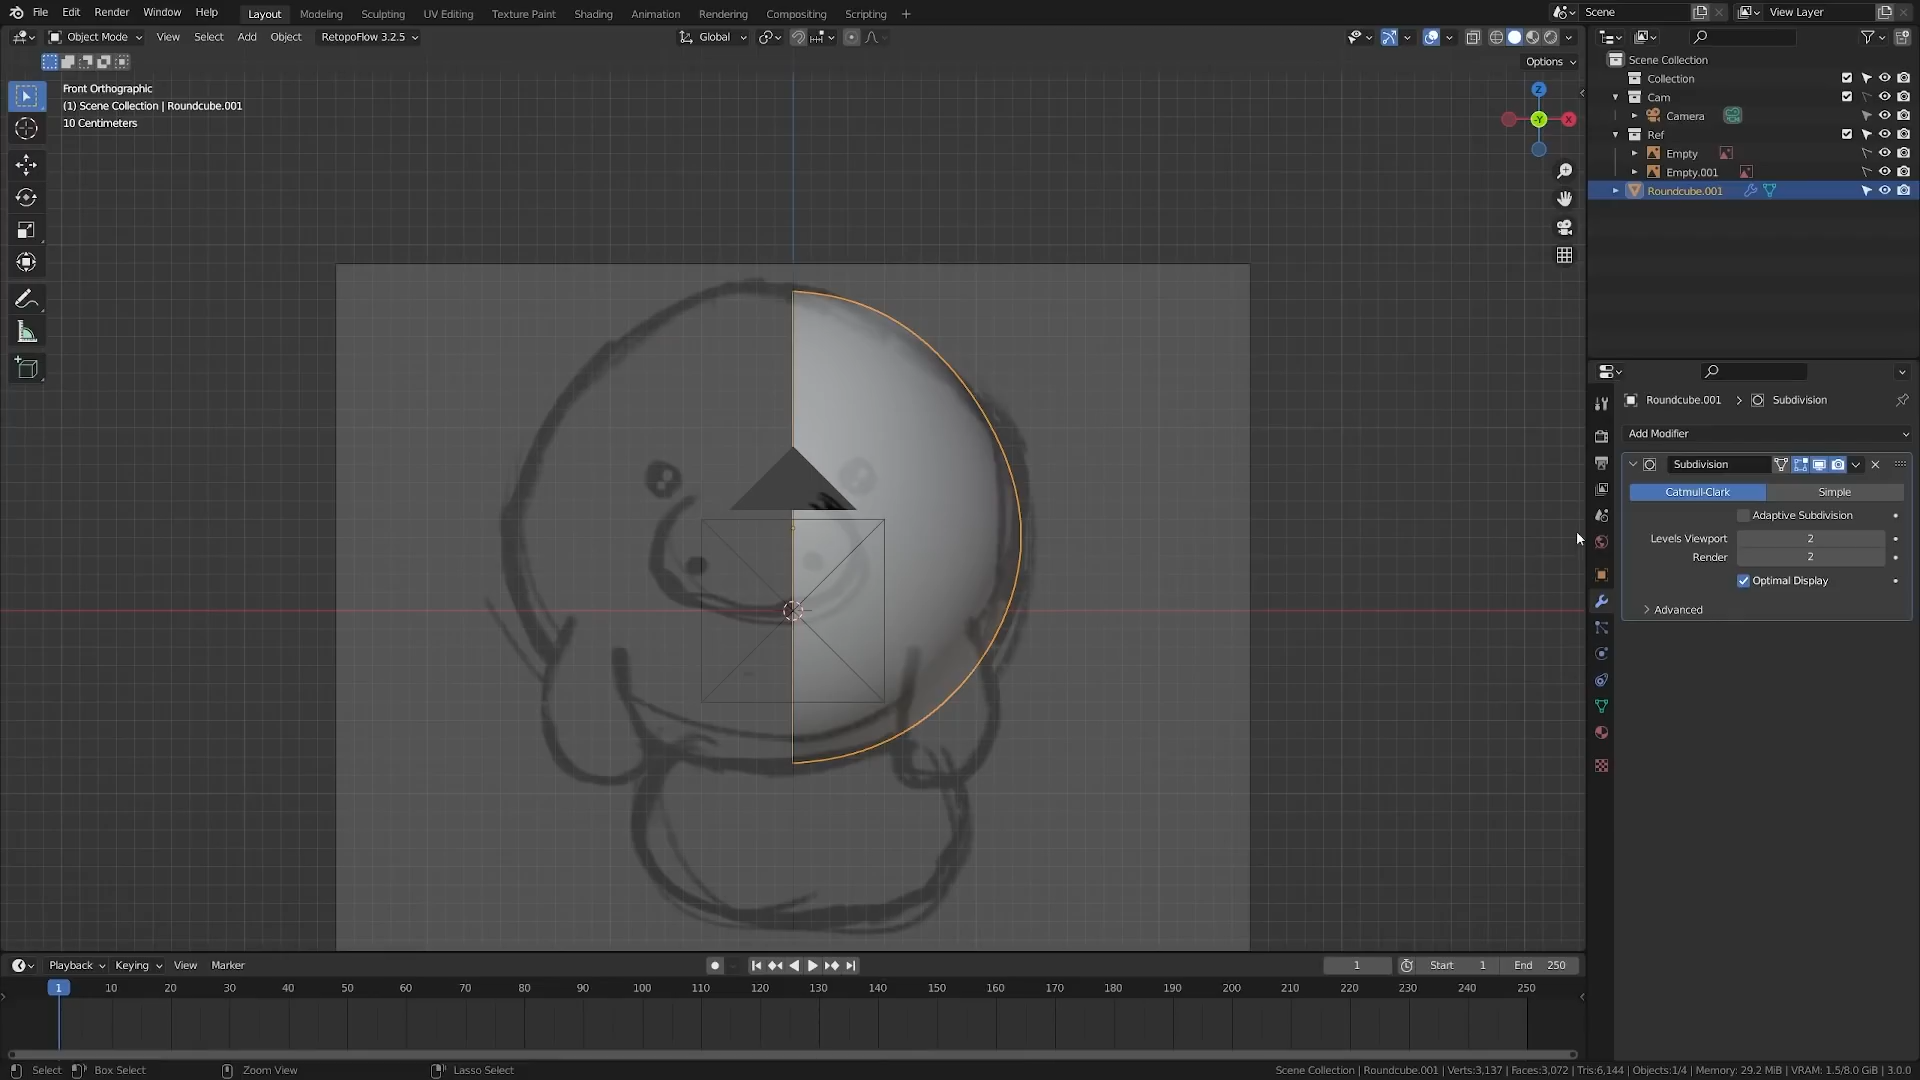 File Edit Render Window Help Layout Modeling Sculpting UV Editing Texture Paint Shading Animation Rendering Compositing Scripting + Scene View Layer
Object Mode View Select Add Object RetopoFlow 3.2.5 Global
Options
Front Orthographic
(1) Scene Collection | Roundcube.001
10 Centimeters
Z
-Y
X
Scene Collection
Collection
Cam
Camera
Ref
Empty
Empty.001
Roundcube.001
Roundcube.001 > Subdivision
Add Modifier
Subdivision
Catmull-Clark Simple
Adaptive Subdivision
Levels Viewport 2
Render 2
Optimal Display
Advanced
Playback Keying View Marker 1 Start 1 End 250
1 10 20 30 40 50 60 70 80 90 100 110 120 130 140 150 160 170 180 190 200 210 220 230 240 250
Select Box Select Zoom View Lasso Select Scene Collection | Roundcube.001 | Verts:3,137 | Faces:3,072 | Tris:6,144 | Objects:1/4 | Memory: 29.2 MiB | VRAM: 1.5/8.0 GiB | 3.0.0